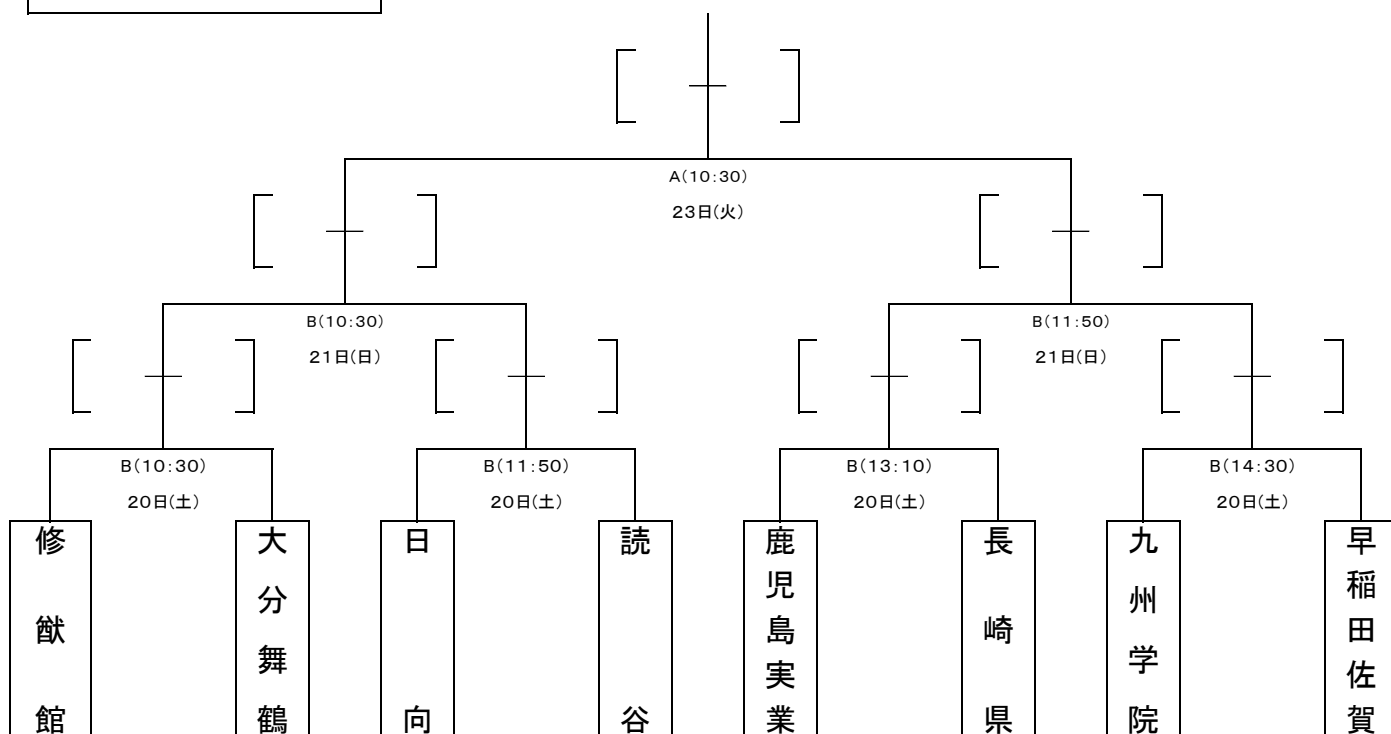 A(10:30)
23日(火)
B(10:30)
21日(日)
B(11:50)
21日(日)
B(10:30)
20日(土)
B(11:50)
20日(土)
B(13:10)
20日(土)
B(14:30)
20日(土)
修猷館
大分舞鶴
日向
読谷
鹿児島実業
長崎県
九州学院
早稲田佐賀